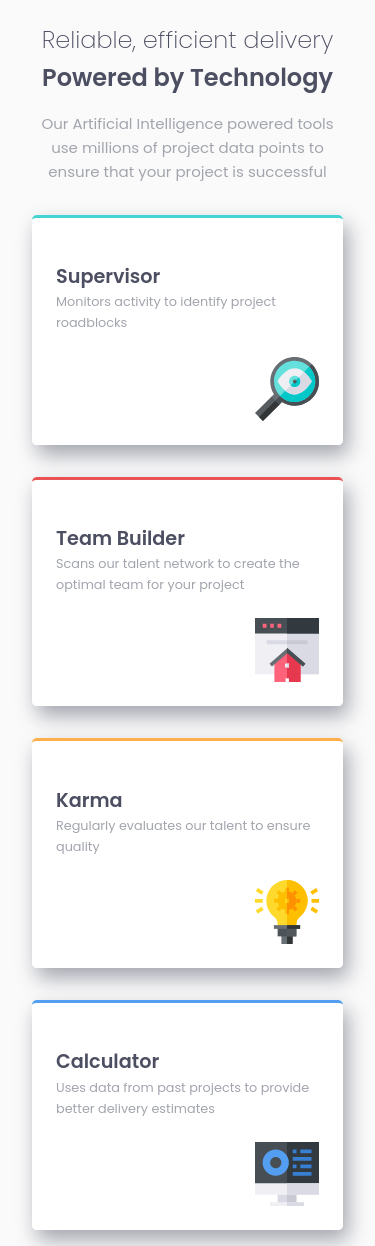 Reliable, efficient delivery
Powered by Technology
Our Artificial Intelligence powered tools
use millions of project data points to
ensure that your project is successful
Supervisor
Monitors activity to identify project
roadblocks
Team Builder
Scans our talent network to create the
optimal team for your project
Karma
Regularly evaluates our talent to ensure
quality
Calculator
Uses data from past projects to provide
better delivery estimates